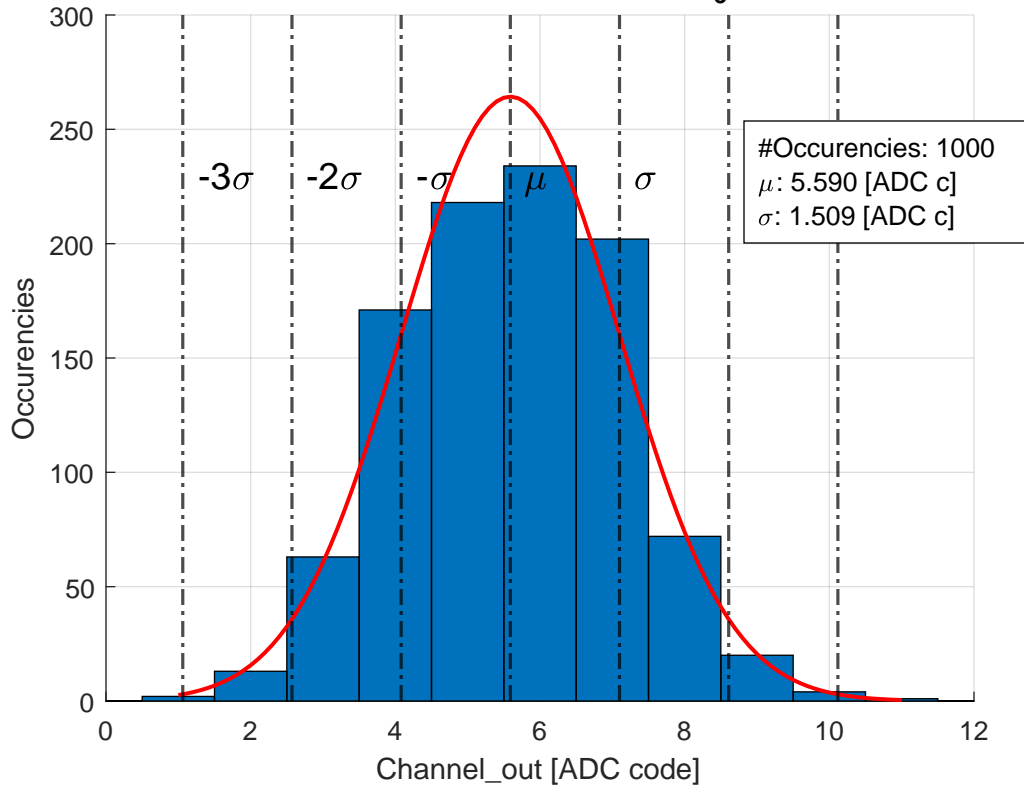 300
250
200
150
100
50
0
Occurencies
-3σ -2σ -σ μ σ
#Occurencies: 1000
μ: 5.590 [ADC c]
σ: 1.509 [ADC c]
0 2 4 6 8 10 12
Channel_out [ADC code]